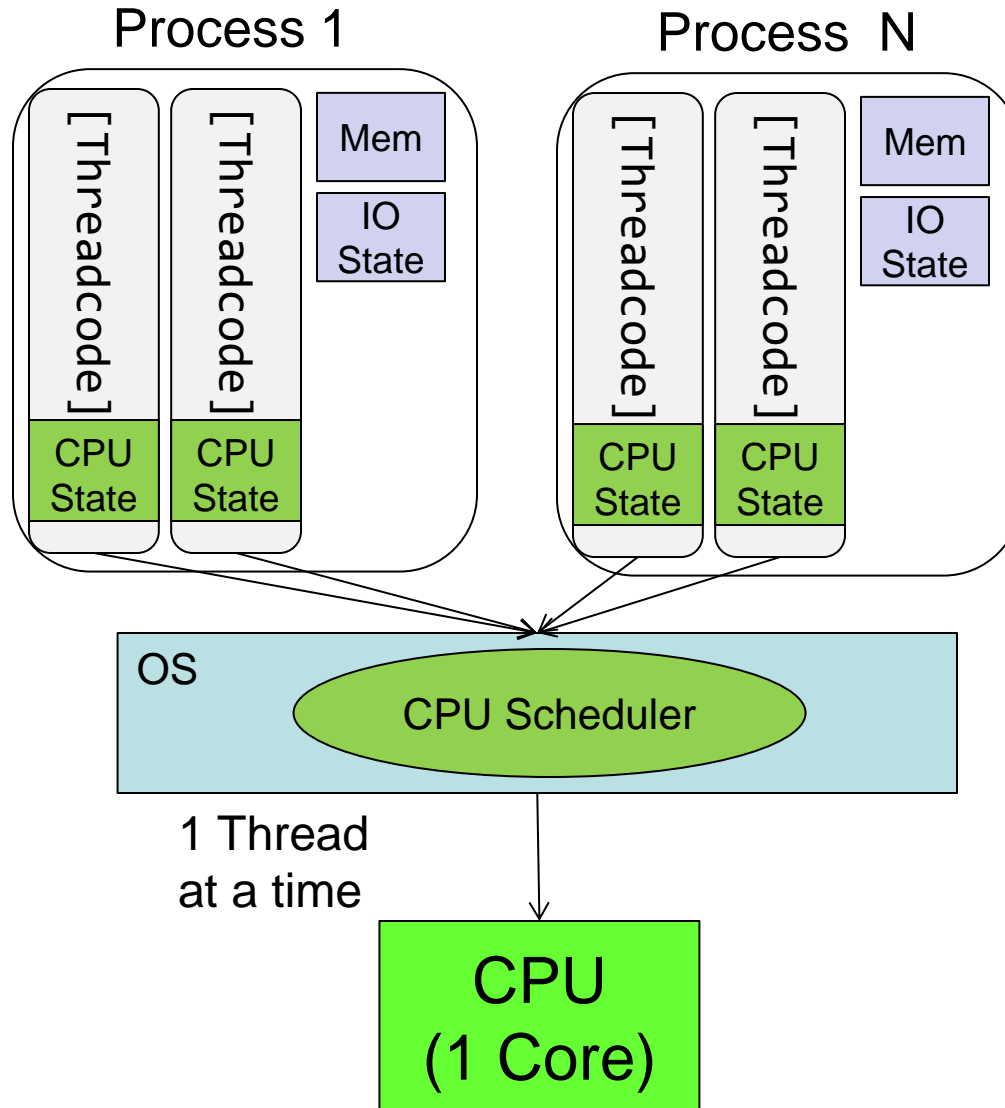 Process 1
Process N
[Threadcode]
[Threadcode]
Mem
IO
State
CPU
State
CPU
State
[Threadcode]
[Threadcode]
Mem
IO
State
CPU
State
CPU
State
OS
CPU Scheduler
1 Thread
at a time
CPU
(1 Core)